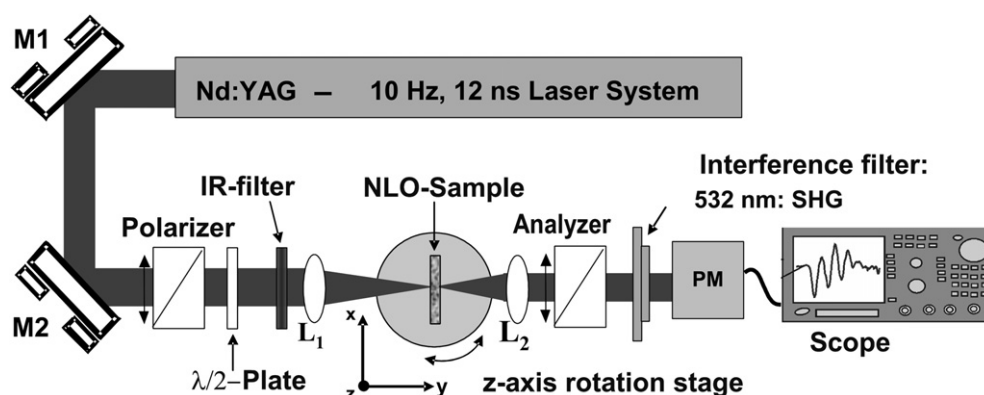 M1
Nd:YAG – 10 Hz, 12 ns Laser System
Interference filter:
532 nm: SHG
IR-filter
NLO-Sample
Polarizer
Analyzer
PM
M2
L1
L2
x
z
y
λ/2–Plate
z-axis rotation stage
Scope